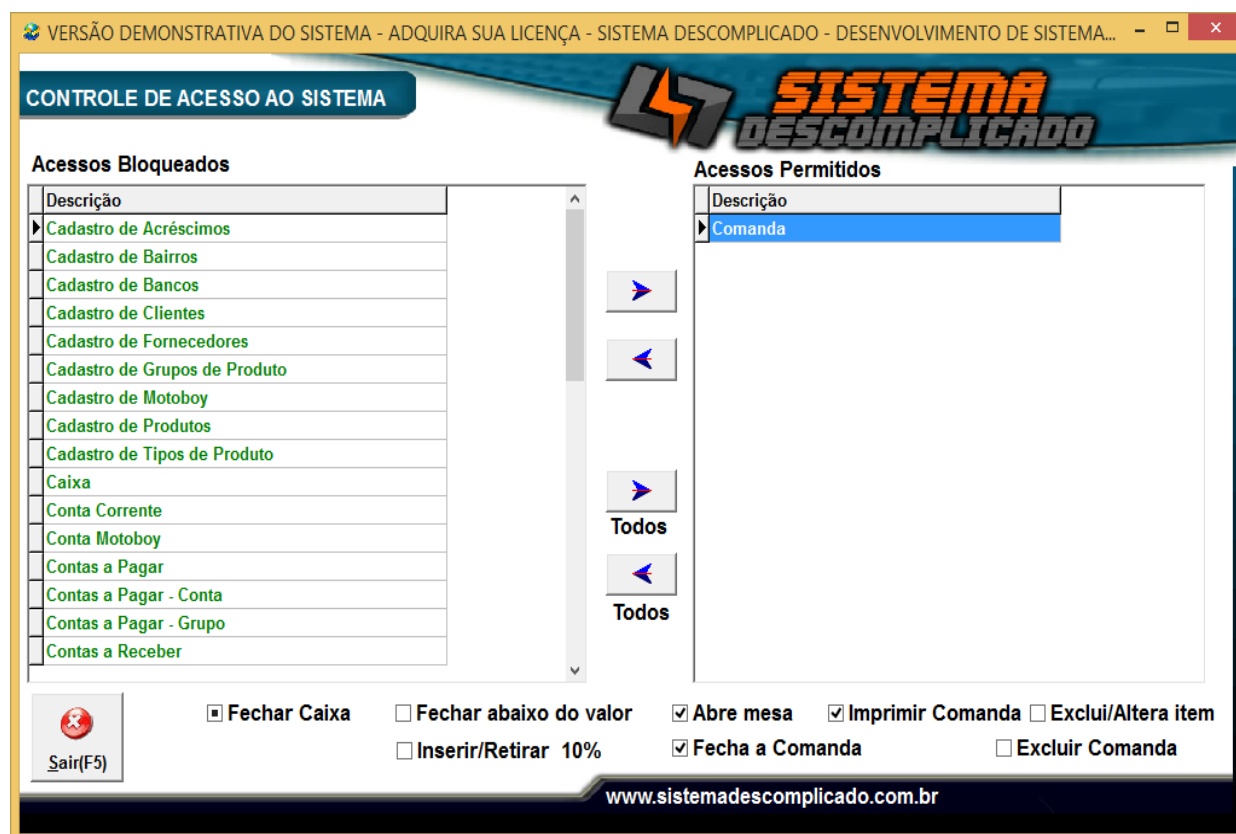 VERSÃO DEMONSTRATIVA DO SISTEMA - ADQUIRA SUA LICENÇA - SISTEMA DESCOMPLICADO - DESENVOLVIMENTO DE SISTEMA...
CONTROLE DE ACESSO AO SISTEMA
SISTEMA
DESCOMPLICADO
Acessos Bloqueados
Descrição
Cadastro de Acréscimos
Cadastro de Bairros
Cadastro de Bancos
Cadastro de Clientes
Cadastro de Fornecedores
Cadastro de Grupos de Produto
Cadastro de Motoboy
Cadastro de Produtos
Cadastro de Tipos de Produto
Caixa
Conta Corrente
Conta Motoboy
Contas a Pagar
Contas a Pagar - Conta
Contas a Pagar - Grupo
Contas a Receber
Todos
Todos
Acessos Permitidos
Descrição
Comanda
Sair(F5)
Fechar Caixa
Fechar abaixo do valor
Abre mesa
Imprimir Comanda
Exclui/Altera item
Inserir/Retirar 10%
Fecha a Comanda
Excluir Comanda
www.sistemadescomplicado.com.br